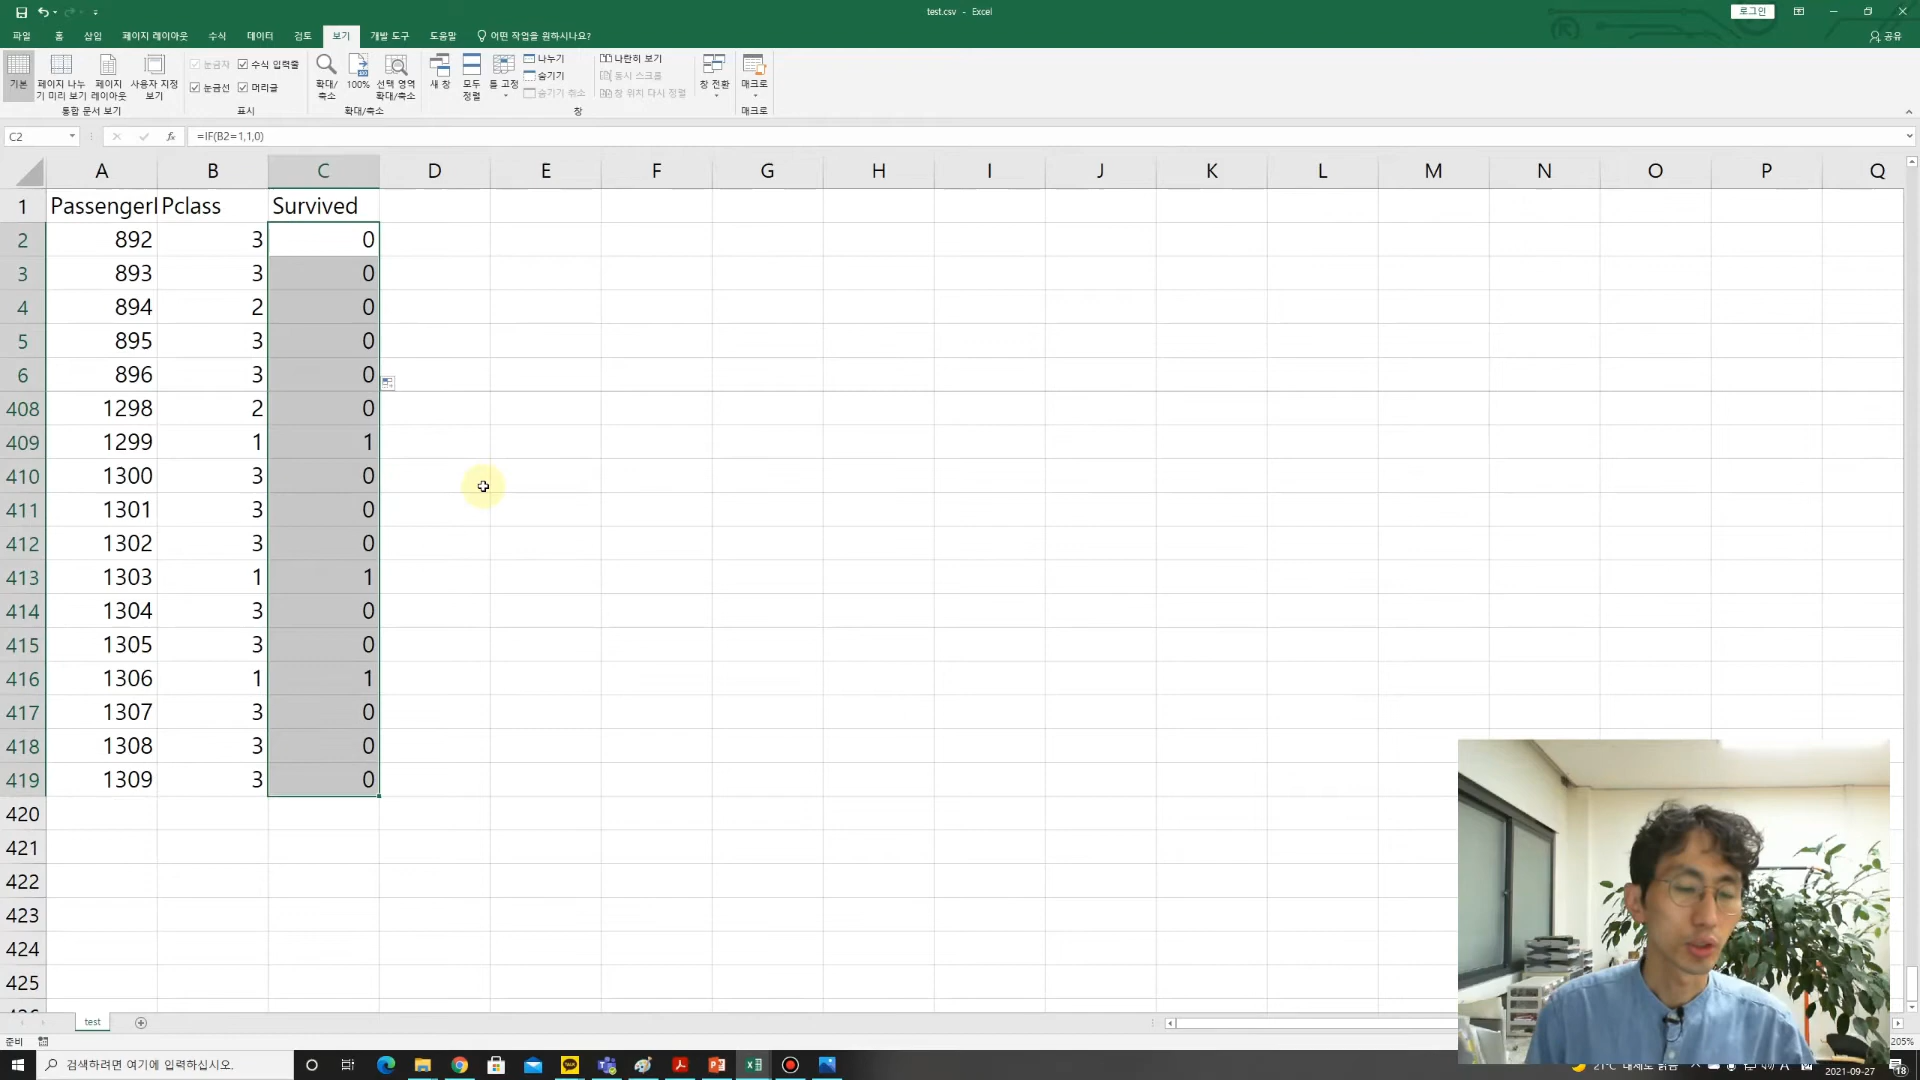 test.csv - Excel
로그인
파일 홈 삽입 페이지 레이아웃 수식 데이터 검토 보기 개발 도구 도움말 어떤 작업을 원하시나요? 공유
기본
페이지 나누기 미리 보기
페이지 레이아웃
사용자 지정 보기
통합 문서 보기
눈금자 수식 입력줄
눈금선 머리글
표시
확대/축소
100%
선택 영역 확대/축소
확대/축소
새 창
모두 정렬
틀 고정
나누기
숨기기
숨기기 취소
나란히 보기
동시 스크롤
창 위치 다시 정렬
창 전환
창
매크로
매크로
C2 =IF(B2=1,1,0)
A B C D E F G H I J K L M N O P Q
1 PassengerI Pclass Survived
2 892 3 0
3 893 3 0
4 894 2 0
5 895 3 0
6 896 3 0
408 1298 2 0
409 1299 1 1
410 1300 3 0
411 1301 3 0
412 1302 3 0
413 1303 1 1
414 1304 3 0
415 1305 3 0
416 1306 1 1
417 1307 3 0
418 1308 3 0
419 1309 3 0
420
421
422
423
424
425
test
준비
205%
검색하려면 여기에 입력하십시오.
21°C 대체로 맑음
2021-09-27
18